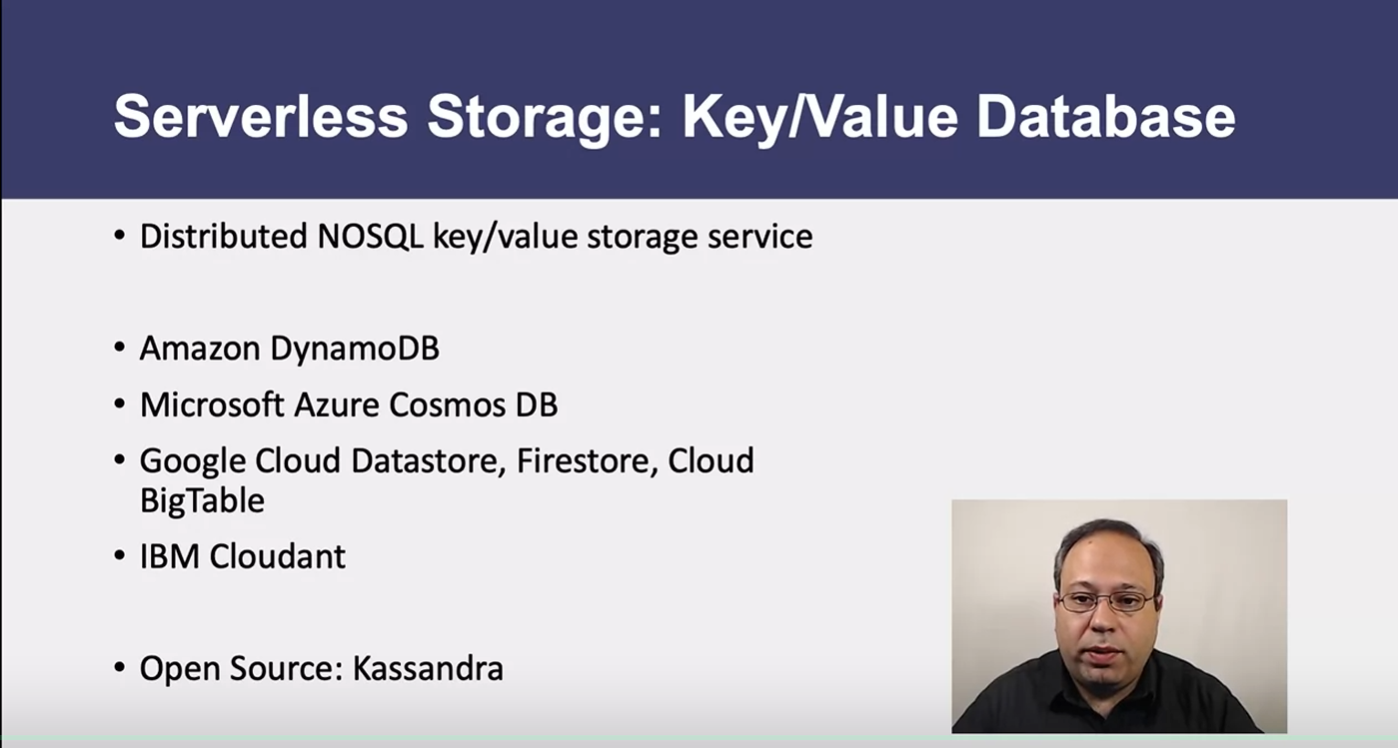 Serverless Storage: Key/Value Database
• Distributed NOSQL key/value storage service
• Amazon DynamoDB
• Microsoft Azure Cosmos DB
• Google Cloud Datastore, Firestore, Cloud
BigTable
• IBM Cloudant
• Open Source: Kassandra